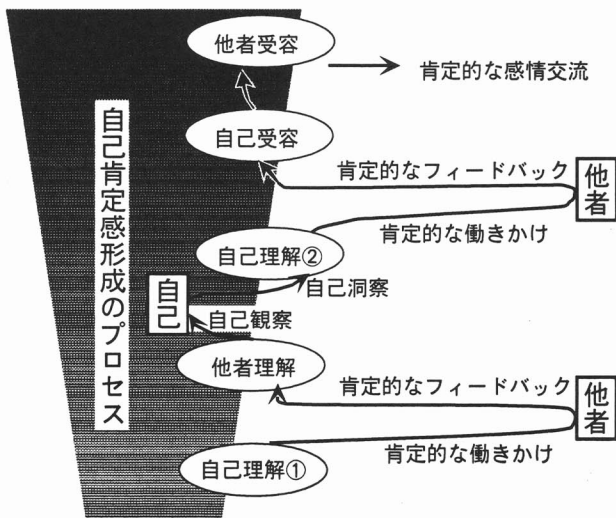 他者受容
肯定的な感情交流
自己受容
肯定的なフィードバック
他者
肯定的な働きかけ
自己理解②
自己洞察
自己
自己観察
他者理解
肯定的なフィードバック
他者
肯定的な働きかけ
自己理解①
自己肯定感形成のプロセス